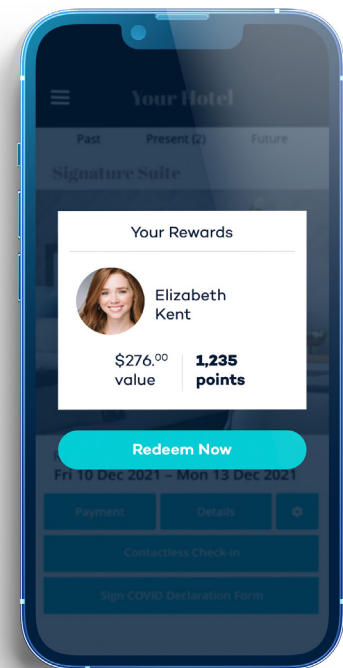 Your Hotel
Past Present (2) Future
Signature Suite
Your Rewards
Elizabeth
Kent
$276.00 1,235
value points
Redeem Now
Fri 10 Dec 2021 – Mon 13 Dec 2021
Payment Details
Contactless Check-in
Sign COVID Declaration Form